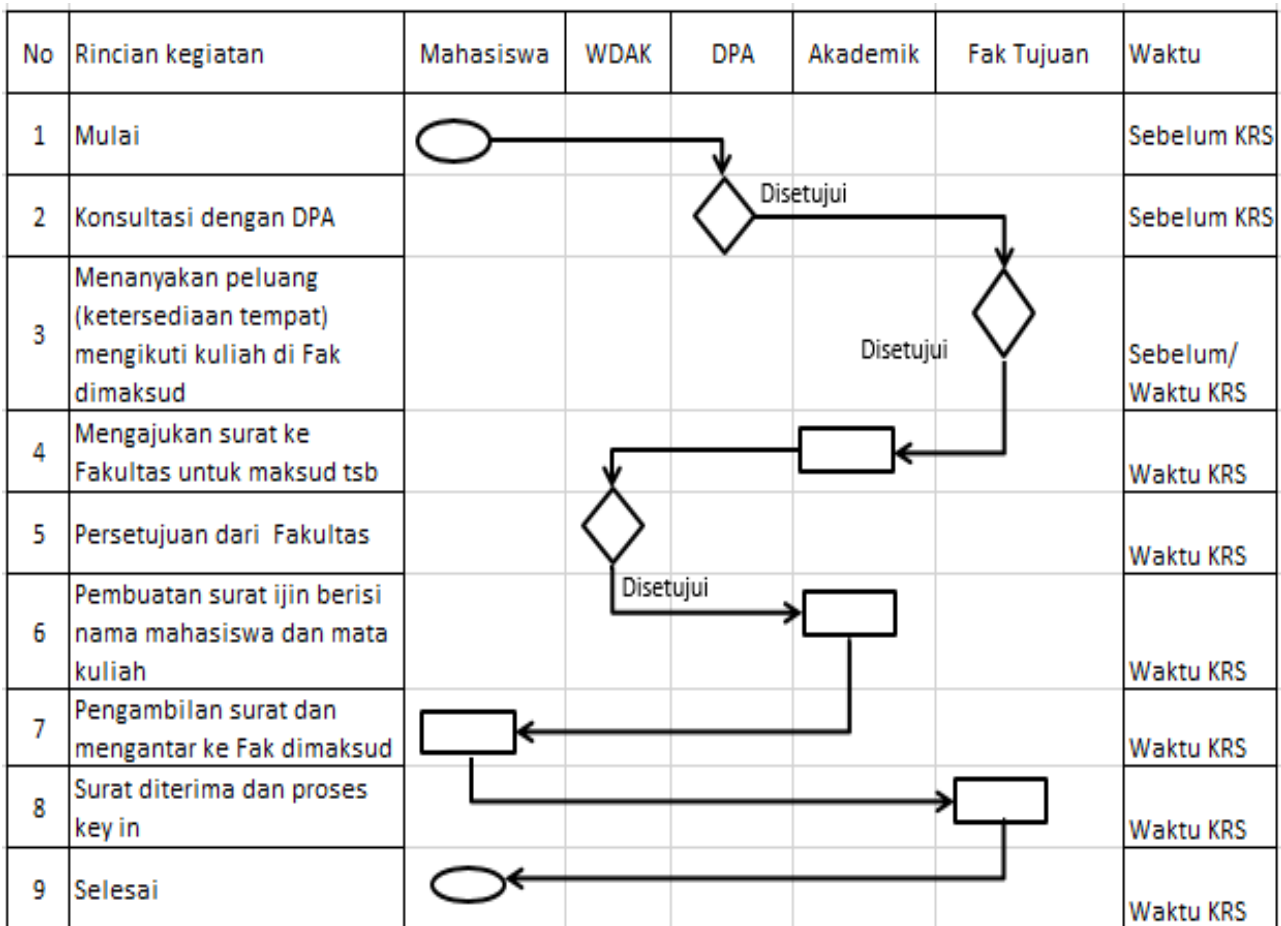 No Rincian kegiatan Mahasiswa WDAK DPA Akademik Fak Tujuan Waktu
1 Mulai Sebelum KRS
Disetujui
2 Konsultasi dengan DPA Sebelum KRS
3 Menanyakan peluang
(ketersediaan tempat)
mengikuti kuliah di Fak
dimaksud
Disetujui
Sebelum/
Waktu KRS
4 Mengajukan surat ke
Fakultas untuk maksud tsb
Waktu KRS
5 Persetujuan dari Fakultas
Waktu KRS
Disetujui
6 Pembuatan surat ijin berisi
nama mahasiswa dan mata
kuliah
Waktu KRS
7 Pengambilan surat dan
mengantar ke Fak dimaksud
Waktu KRS
8 Surat diterima dan proses
key in
Waktu KRS
9 Selesai
Waktu KRS